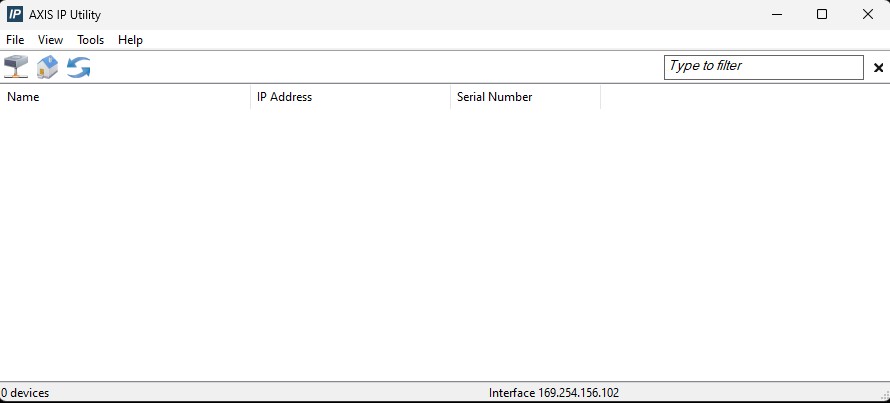 IP AXIS IP Utility
File View Tools Help
Type to filter
Name IP Address Serial Number
0 devices Interface 169.254.156.102